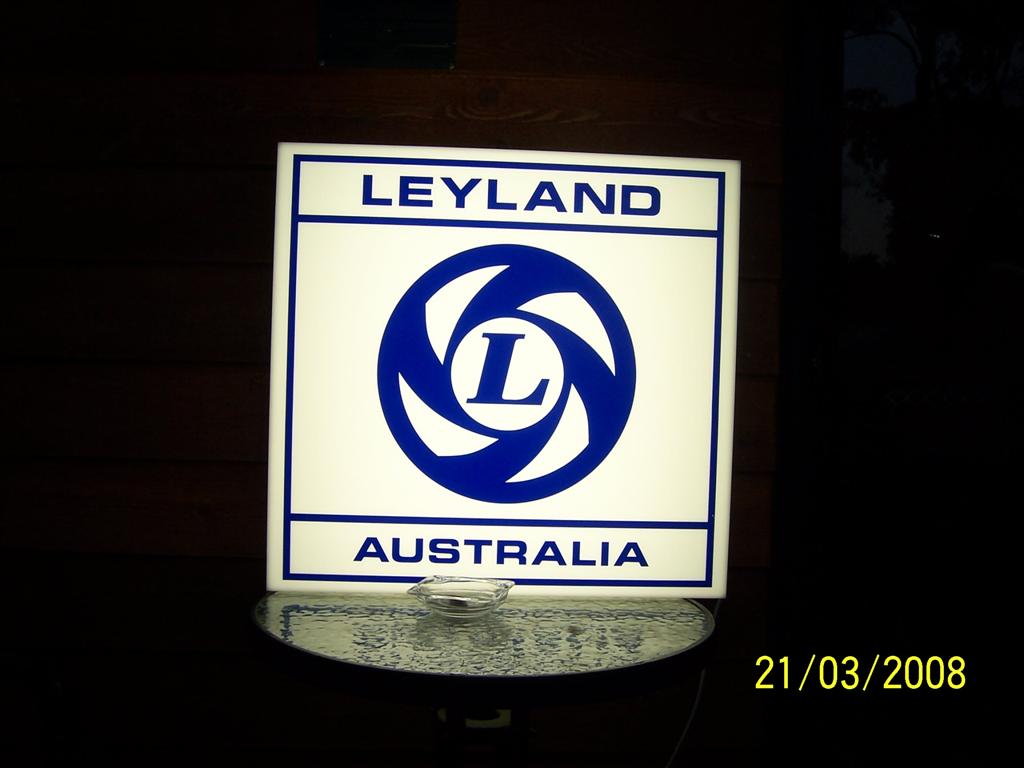 LEYLAND
L
AUSTRALIA
21/03/2008